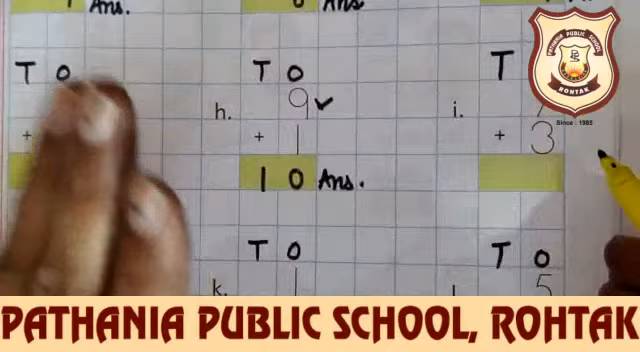 Ans. Ans
T O T O T
h. 9 i.
+ + 1 + 3
1 0 Ans.
T O T O
k. 1 5
PATHANIA PUBLIC SCHOOL
ROHTAK
Since : 1985
PATHANIA PUBLIC SCHOOL, ROHTAK